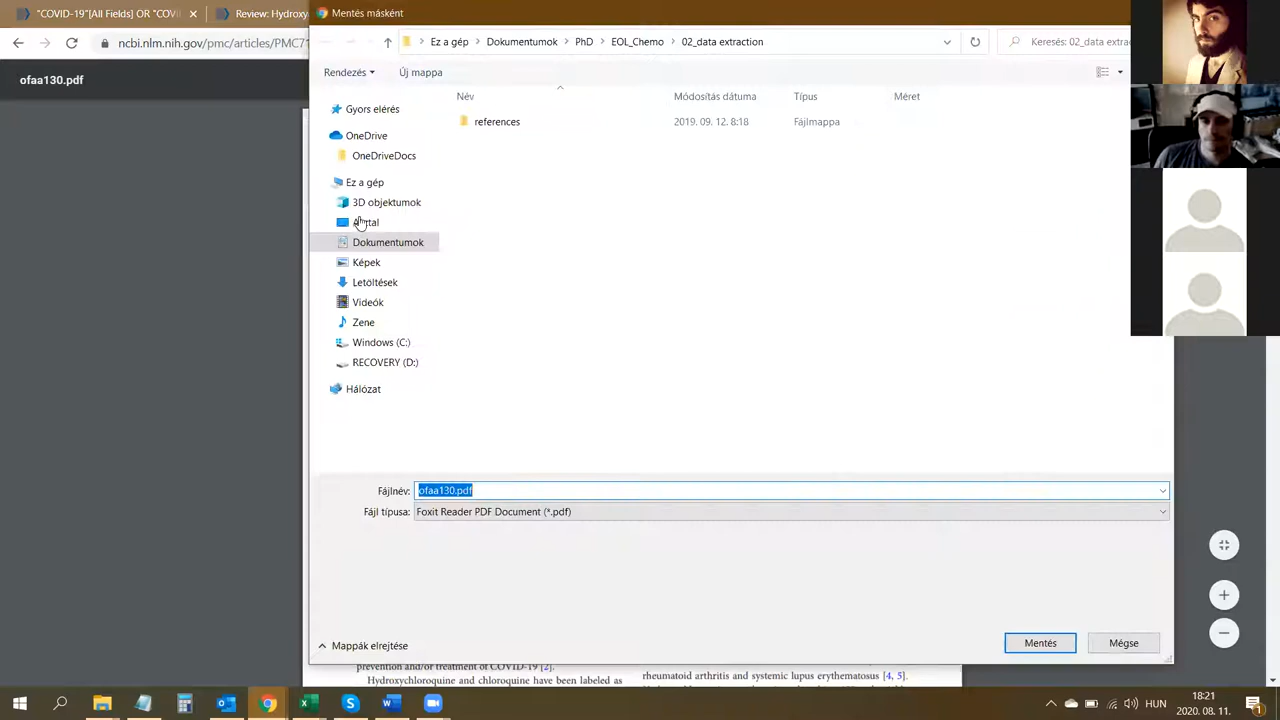 "COVID-19"[All Fields] OR "COVI
Review: Hydroxy
Mentés másként
ncbi.nlm.nih.gov/pmc/articles/PMC7
Ez a gép
Dokumentumok
PhD
EOL_Chemo
02_data extraction
Keresés: 02_data extra
ofaa130.pdf
Rendezés
Új mappa
Név
Módosítás dátuma
Típus
Méret
references
2019. 09. 12. 8:18
Fájlmappa
Gyors elérés
OneDrive
OneDriveDocs
Ez a gép
3D objektumok
Dokumentumok
Képek
Letöltések
Videók
Zene
Windows (C:)
RECOVERY (D:)
Hálózat
Fájlnév:
ofaa130.pdf
Fájl típusa:
Foxit Reader PDF Document (*.pdf)
Mappák elrejtése
Mentés
Mégse
prevention and/or treatment of COVID-19 [2].
Hydroxychloroquine and chloroquine have been labeled as
rheumatoid arthritis and systemic lupus erythematosus [4, 5].
HUN
18:21
2020. 08. 11.